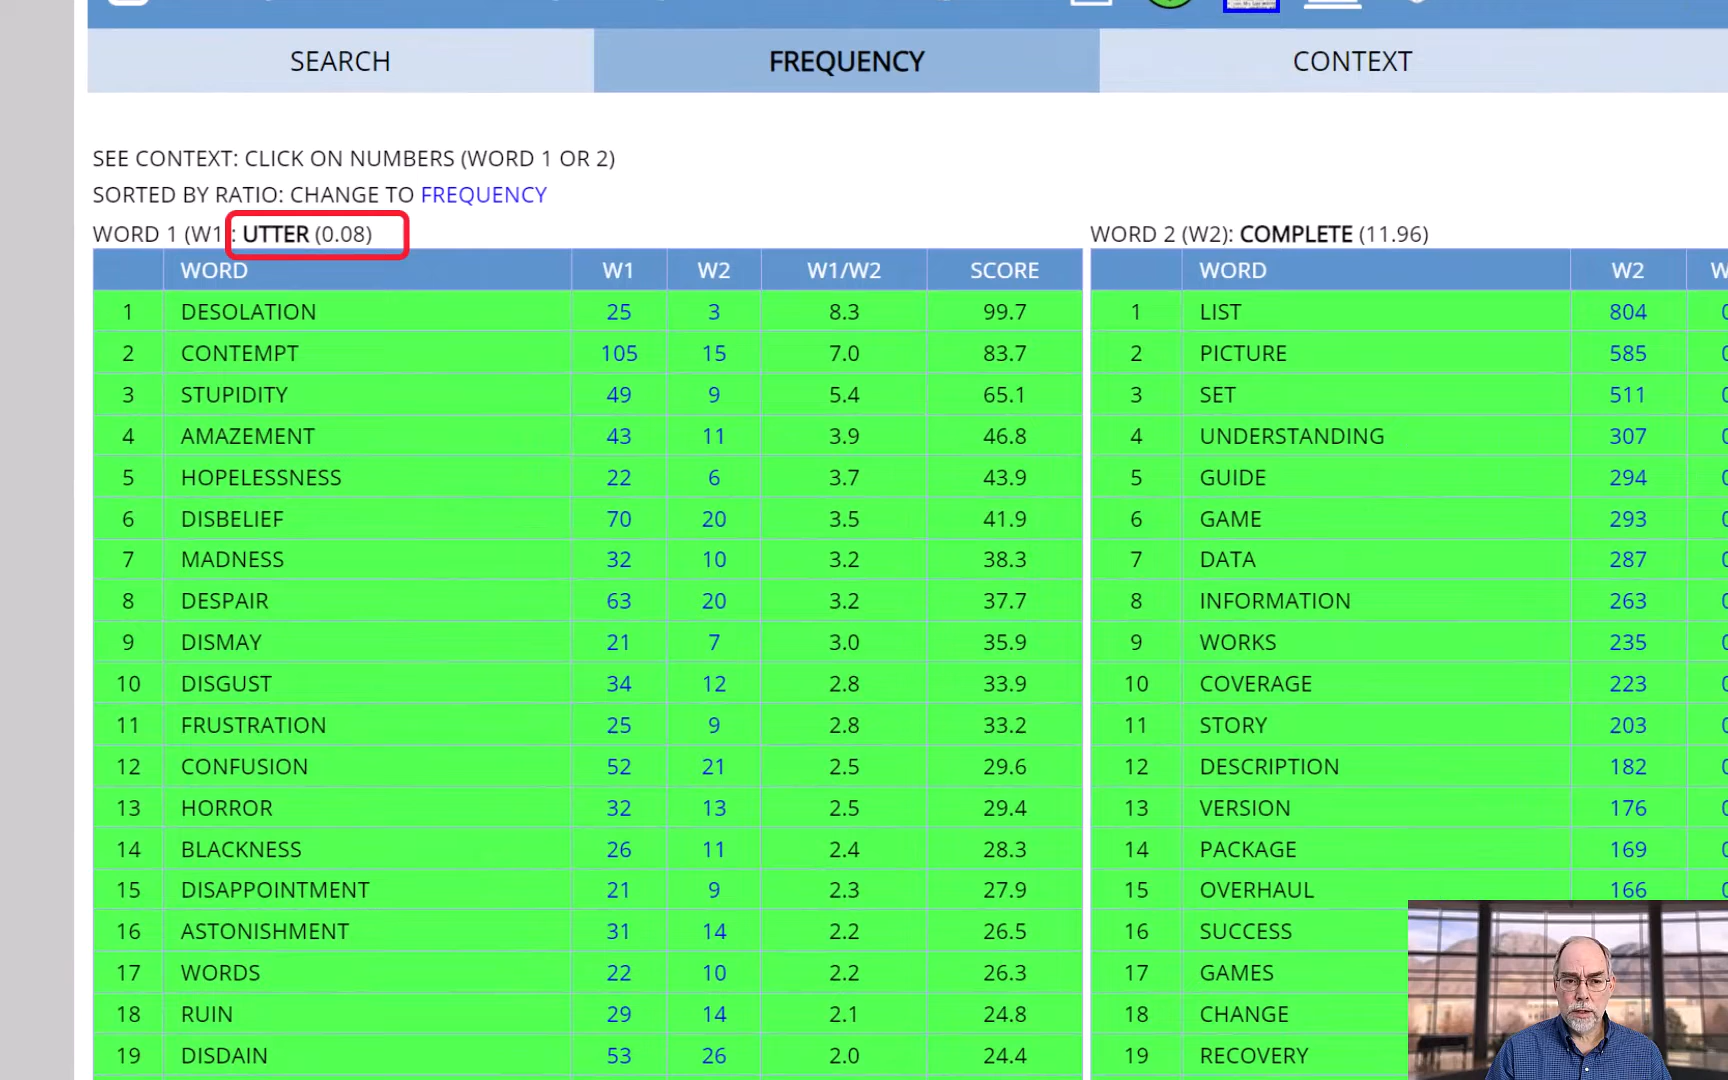 SEARCH FREQUENCY CONTEXT
SEE CONTEXT: CLICK ON NUMBERS (WORD 1 OR 2)
SORTED BY RATIO: CHANGE TO FREQUENCY
WORD 1 (W1 : UTTER (0.08)
WORD W1 W2 W1/W2 SCORE
1 DESOLATION 25 3 8.3 99.7
2 CONTEMPT 105 15 7.0 83.7
3 STUPIDITY 49 9 5.4 65.1
4 AMAZEMENT 43 11 3.9 46.8
5 HOPELESSNESS 22 6 3.7 43.9
6 DISBELIEF 70 20 3.5 41.9
7 MADNESS 32 10 3.2 38.3
8 DESPAIR 63 20 3.2 37.7
9 DISMAY 21 7 3.0 35.9
10 DISGUST 34 12 2.8 33.9
11 FRUSTRATION 25 9 2.8 33.2
12 CONFUSION 52 21 2.5 29.6
13 HORROR 32 13 2.5 29.4
14 BLACKNESS 26 11 2.4 28.3
15 DISAPPOINTMENT 21 9 2.3 27.9
16 ASTONISHMENT 31 14 2.2 26.5
17 WORDS 22 10 2.2 26.3
18 RUIN 29 14 2.1 24.8
19 DISDAIN 53 26 2.0 24.4
WORD 2 (W2): COMPLETE (11.96)
WORD W2
1 LIST 804
2 PICTURE 585
3 SET 511
4 UNDERSTANDING 307
5 GUIDE 294
6 GAME 293
7 DATA 287
8 INFORMATION 263
9 WORKS 235
10 COVERAGE 223
11 STORY 203
12 DESCRIPTION 182
13 VERSION 176
14 PACKAGE 169
15 OVERHAUL 166
16 SUCCESS
17 GAMES
18 CHANGE
19 RECOVERY